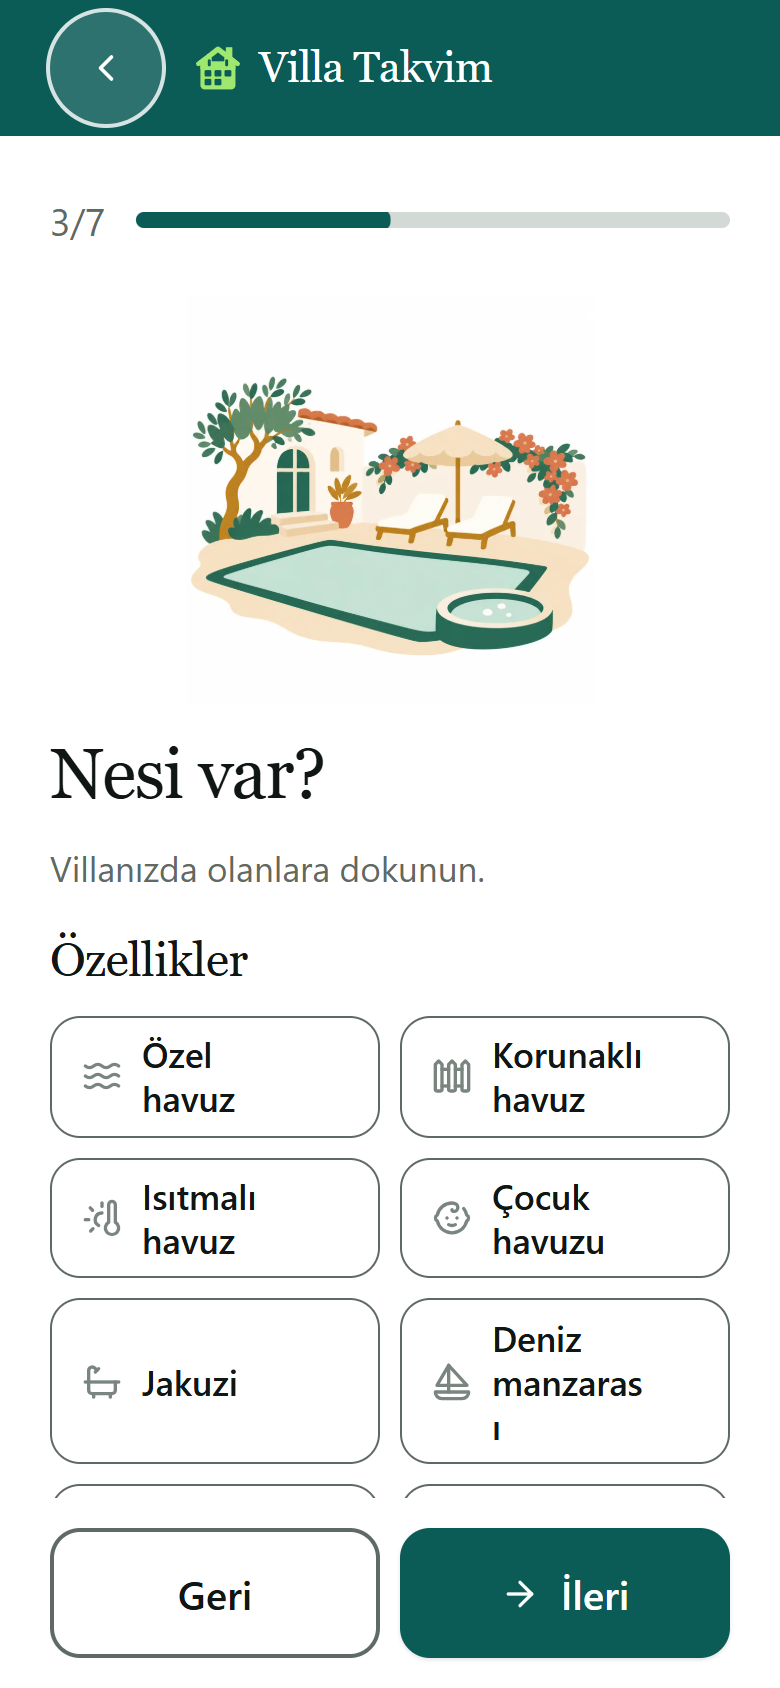 Villa Takvim
3/7
Nesi var?
Villanızda olanlara dokunun.
Özellikler
Özel
havuz
Korunaklı
havuz
Isıtmalı
havuz
Çocuk
havuzu
Jakuzi
Deniz
manzaras
ı
Geri
İleri